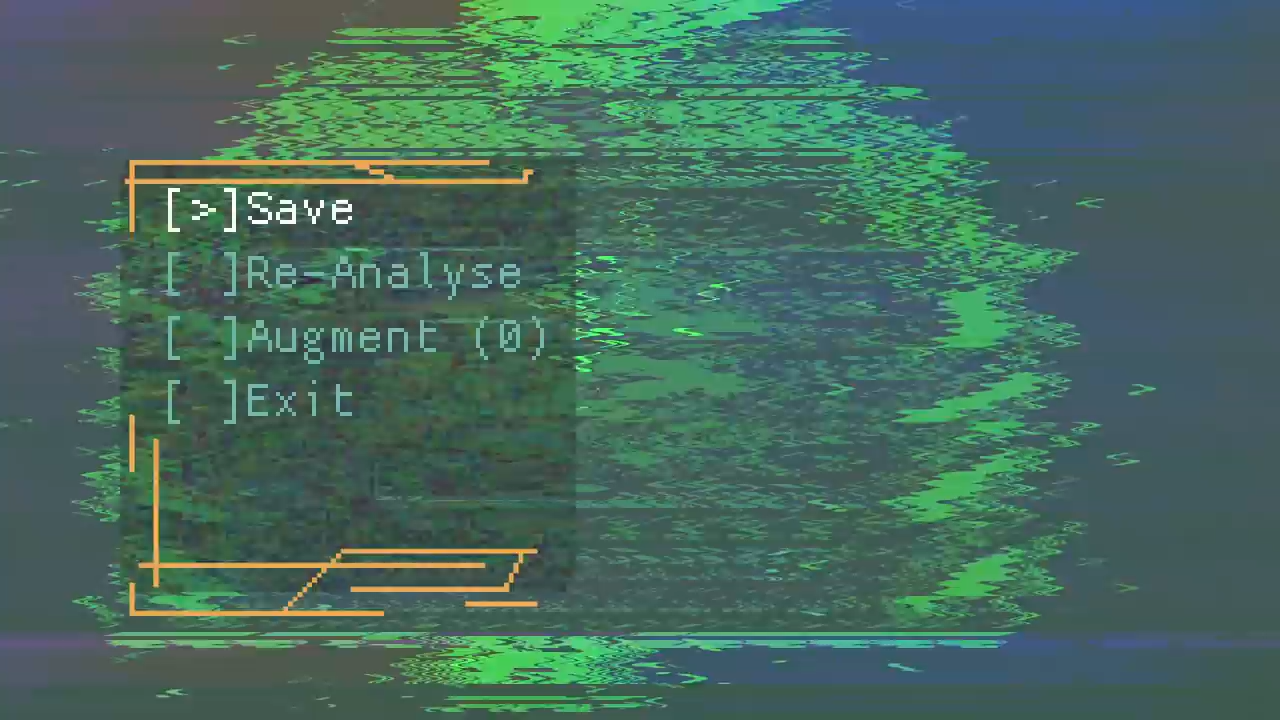 [>]Save
[ ]Re-Analyse
[ ]Augment (0)
[ ]Exit